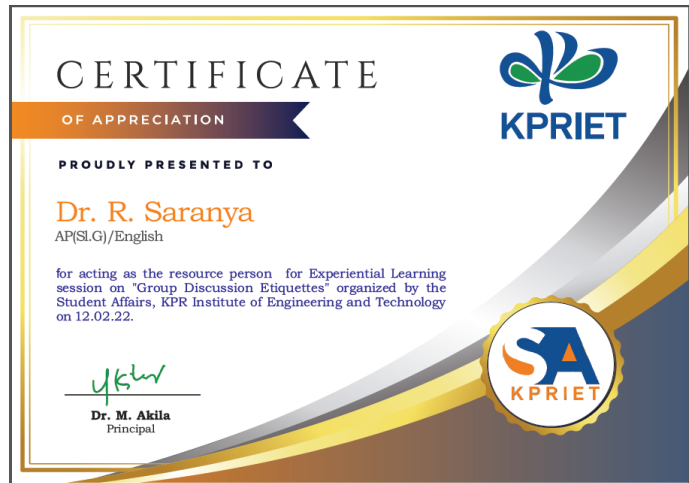 CERTIFICATE
KPRIET
OF APPRECIATION
PROUDLY PRESENTED TO
Dr. R. Saranya
AP(Sl.G)/English
for acting as the resource person for Experiential Learning
session on "Group Discussion Etiquettes" organized by the
Student Affairs, KPR Institute of Engineering and Technology
on 12.02.22.
SA
KPRIET
Dr. M. Akila
Principal